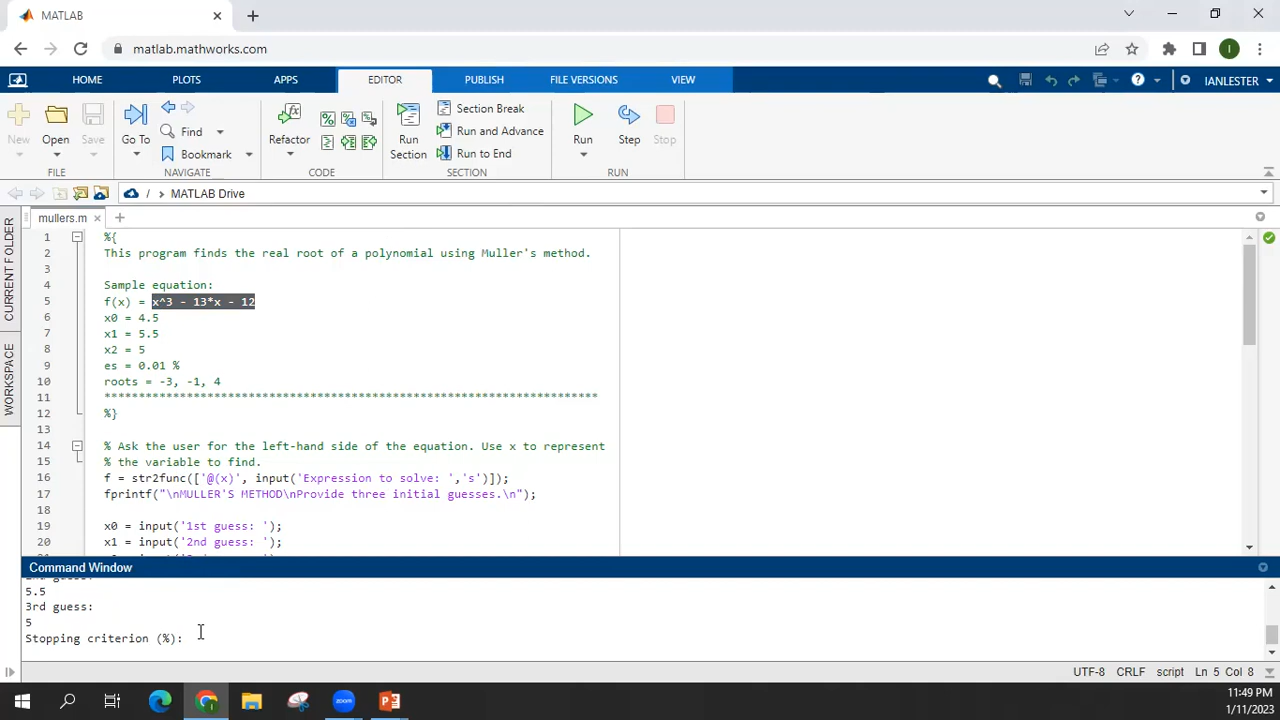 MATLAB
matlab.mathworks.com
I
HOME PLOTS APPS EDITOR PUBLISH FILE VERSIONS VIEW
IANLESTER
New Open Save Go To Find Bookmark Refactor Run Section Section Break Run and Advance Run to End Run Step Stop
FILE NAVIGATE CODE SECTION RUN
/ MATLAB Drive
CURRENT FOLDER
WORKSPACE
mullers.m
1 %{
2 This program finds the real root of a polynomial using Muller's method.
3
4 Sample equation:
5 f(x) = x^3 - 13*x - 12
6 x0 = 4.5
7 x1 = 5.5
8 x2 = 5
9 es = 0.01 %
10 roots = -3, -1, 4
11 ************************************************************************
12 %}
13
14 % Ask the user for the left-hand side of the equation. Use x to represent
15 % the variable to find.
16 f = str2func(['@(x)', input('Expression to solve: ','s')]);
17 fprintf("\nMULLER'S METHOD\nProvide three initial guesses.\n");
18
19 x0 = input('1st guess: ');
20 x1 = input('2nd guess: ');
Command Window
5.5
3rd guess:
5
Stopping criterion (%):
UTF-8 CRLF script Ln 5 Col 8
zoom
11:49 PM
1/11/2023